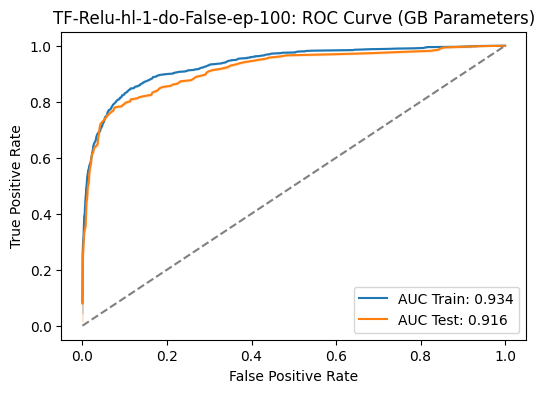 TF-Relu-hl-1-do-False-ep-100: ROC Curve (GB Parameters)
True Positive Rate
1.0
0.8
0.6
0.4
0.2
0.0
AUC Train: 0.934
AUC Test: 0.916
0.0 0.2 0.4 0.6 0.8 1.0
False Positive Rate